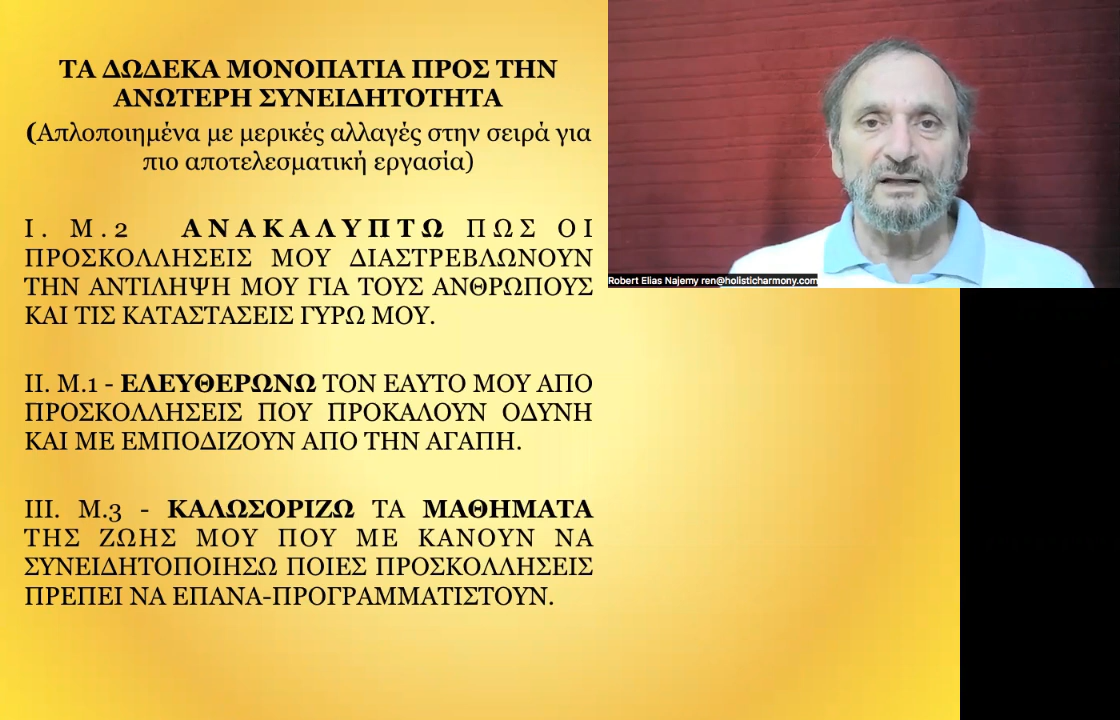 ΤΑ ΔΩΔΕΚΑ ΜΟΝΟΠΑΤΙΑ ΠΡΟΣ ΤΗΝ
ΑΝΩΤΕΡΗ ΣΥΝΕΙΔΗΤΟΤΗΤΑ
(Απλοποιημένα με μερικές αλλαγές στην σειρά για
πιο αποτελεσματική εργασία)
Ι. Μ.2 ΑΝΑΚΑΛΥΠΤΩ ΠΩΣ ΟΙ
ΠΡΟΣΚΟΛΛΗΣΕΙΣ ΜΟΥ ΔΙΑΣΤΡΕΒΛΩΝΟΥΝ
ΤΗΝ ΑΝΤΙΛΗΨΗ ΜΟΥ ΓΙΑ ΤΟΥΣ ΑΝΘΡΩΠΟΥΣ
ΚΑΙ ΤΙΣ ΚΑΤΑΣΤΑΣΕΙΣ ΓΥΡΩ ΜΟΥ.
ΙΙ. Μ.1 - ΕΛΕΥΘΕΡΩΝΩ ΤΟΝ ΕΑΥΤΟ ΜΟΥ ΑΠΟ
ΠΡΟΣΚΟΛΛΗΣΕΙΣ ΠΟΥ ΠΡΟΚΑΛΟΥΝ ΟΔΥΝΗ
ΚΑΙ ΜΕ ΕΜΠΟΔΙΖΟΥΝ ΑΠΟ ΤΗΝ ΑΓΑΠΗ.
ΙΙΙ. Μ.3 - ΚΑΛΩΣΟΡΙΖΩ ΤΑ ΜΑΘΗΜΑΤΑ
ΤΗΣ ΖΩΗΣ ΜΟΥ ΠΟΥ ΜΕ ΚΑΝΟΥΝ ΝΑ
ΣΥΝΕΙΔΗΤΟΠΟΙΗΣΩ ΠΟΙΕΣ ΠΡΟΣΚΟΛΛΗΣΕΙΣ
ΠΡΕΠΕΙ ΝΑ ΕΠΑΝΑ-ΠΡΟΓΡΑΜΜΑΤΙΣΤΟΥΝ.
Robert Elias Najemy ren@holisticharmony.com